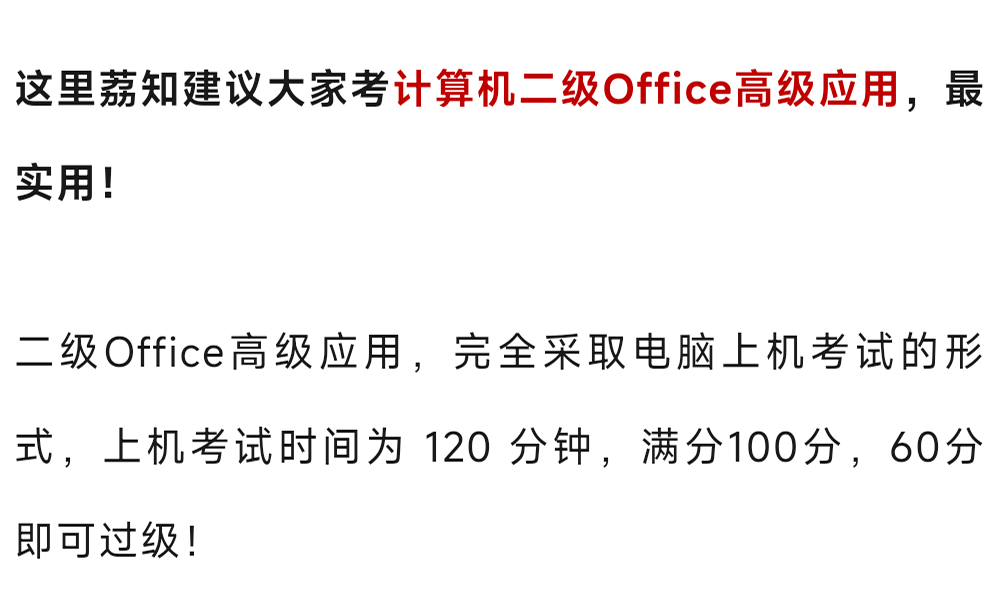 这里荔知建议大家考计算机二级Office高级应用，最
实用！
二级Office高级应用，完全采取电脑上机考试的形
式，上机考试时间为 120 分钟，满分100分，60分
即可过级！